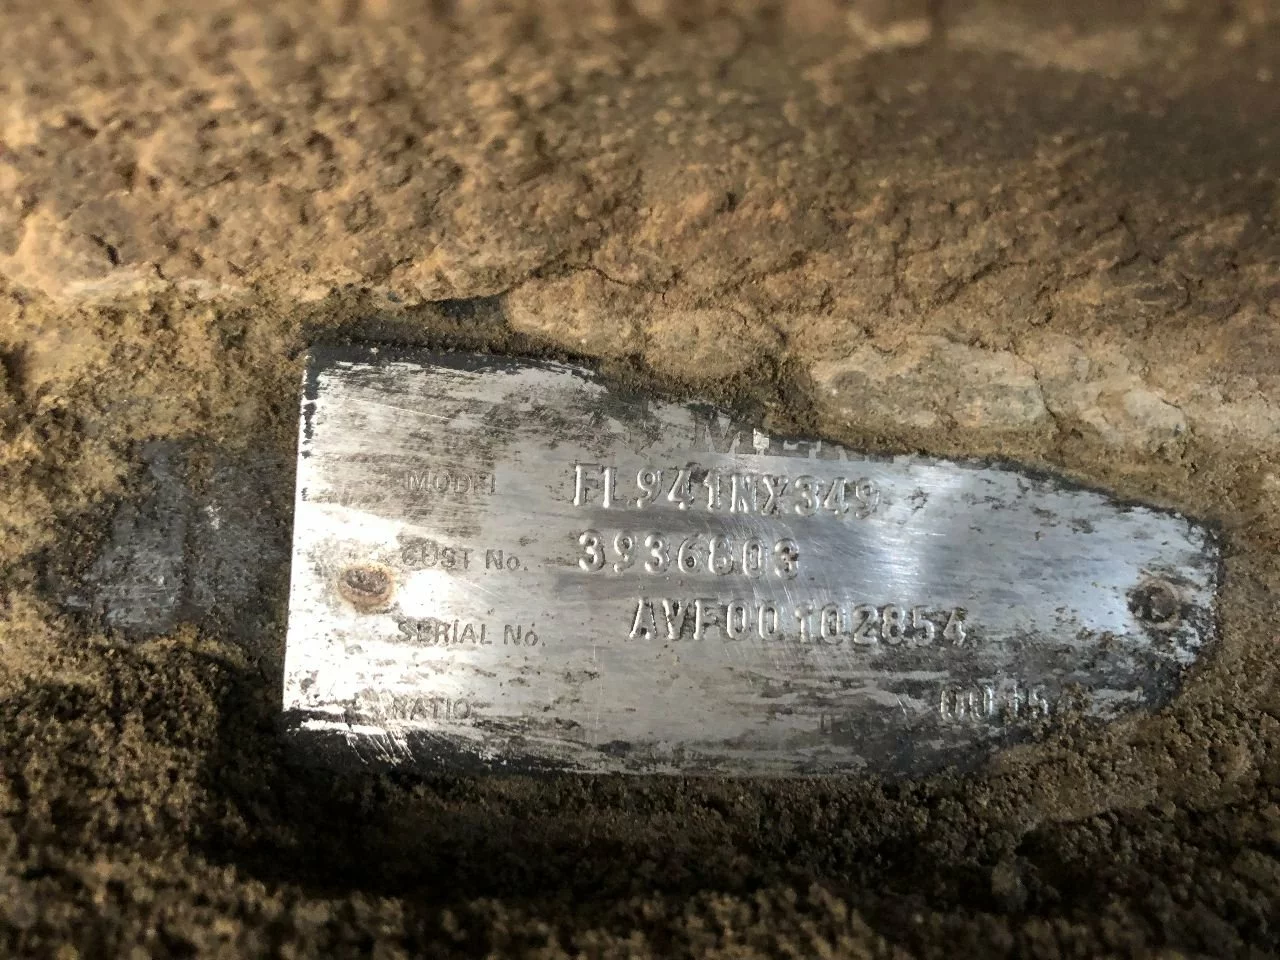 MODEL FL941NX349
CUST No. 3936803
SERIAL No. AVF00102854
RATIO